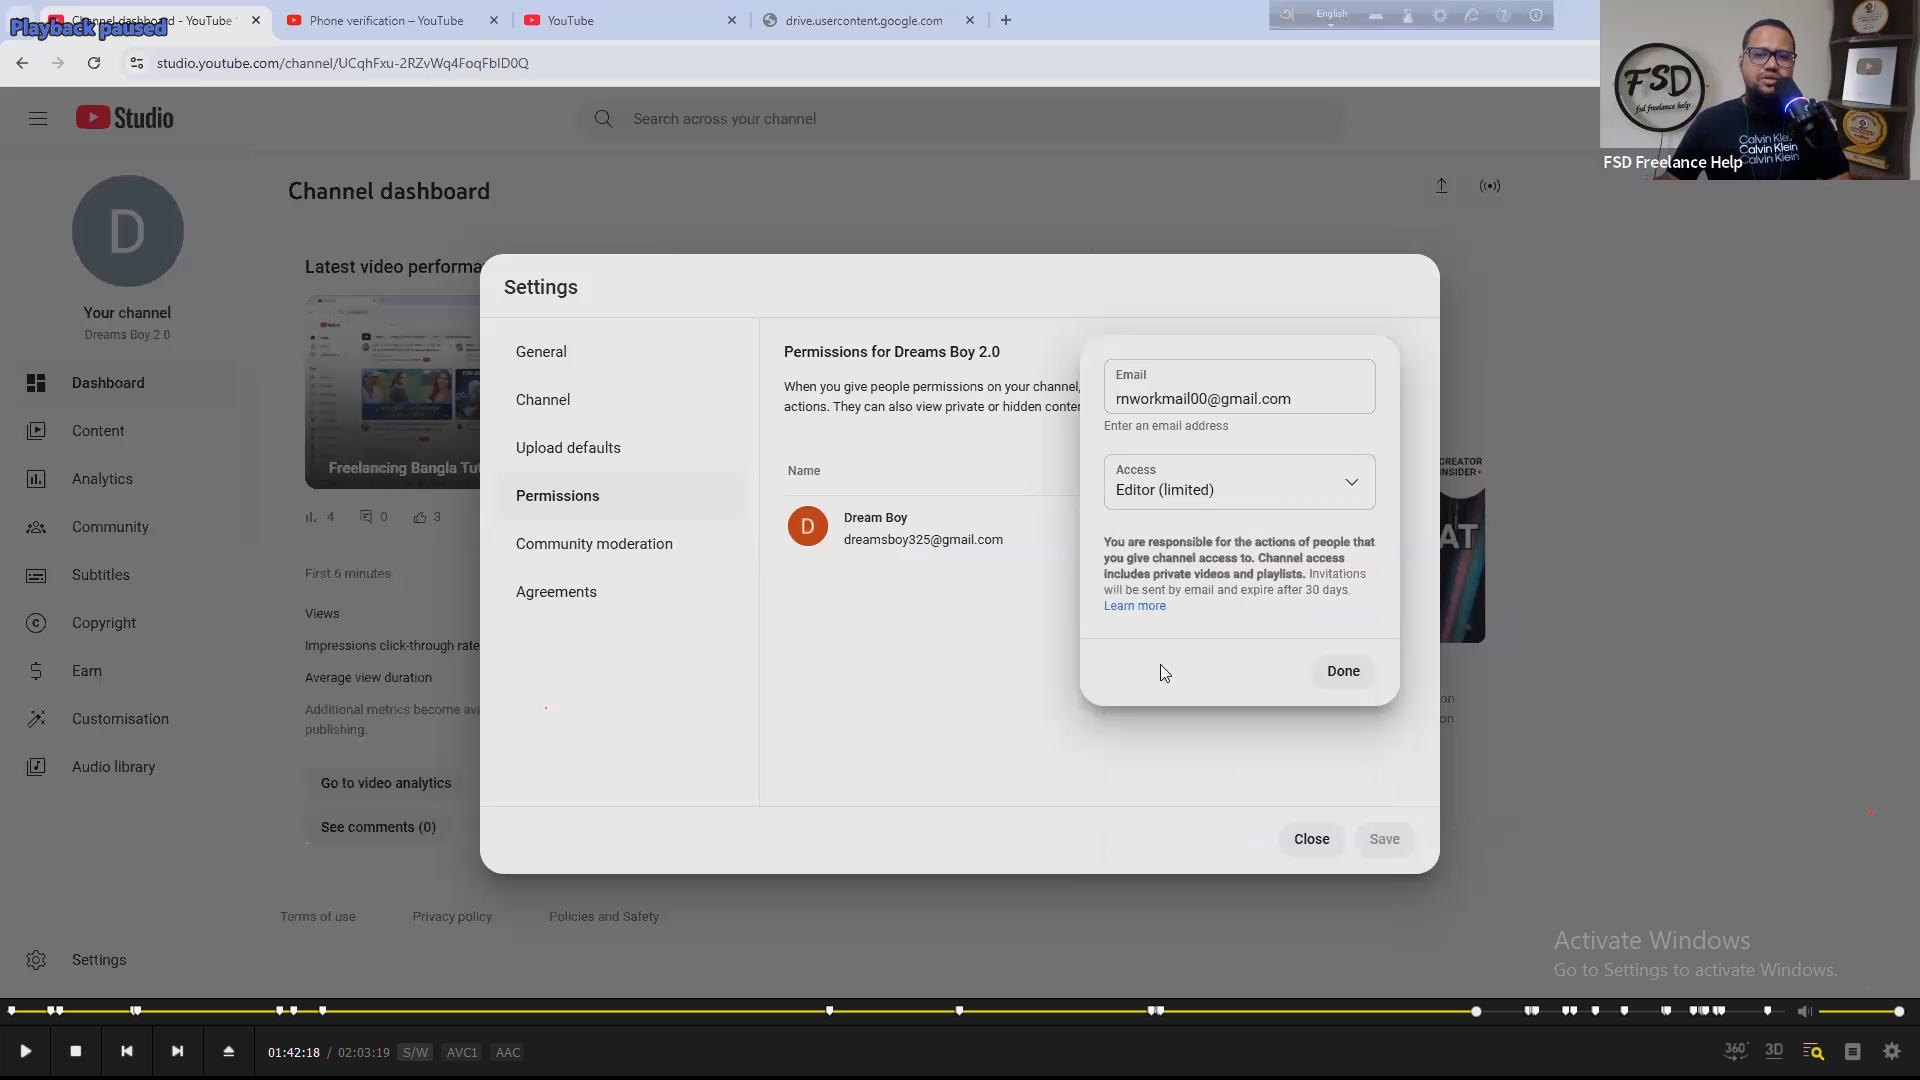 Channel dashboard - YouTube
Phone verification – YouTube
YouTube
drive.usercontent.google.com
English
Playback paused
studio.youtube.com/channel/UCqhFxu-2RZvWq4FoqFbID0Q
FSD
fsd freelance help
Calvin Klein
Calvin Klein
Calvin Klein
FSD Freelance Help
Studio
Search across your channel
D
Your channel
Dreams Boy 2.0
Dashboard
Content
Analytics
Community
Subtitles
Copyright
Earn
Customisation
Audio library
Settings
Channel dashboard
Latest video performa
Freelancing Bangla Tut
4 0 3
First 6 minutes
Views
Impressions click-through rate
Average view duration
Additional metrics become ava
publishing.
Go to video analytics
See comments (0)
Terms of use Privacy policy Policies and Safety
Settings
General
Channel
Upload defaults
Permissions
Community moderation
Agreements
Permissions for Dreams Boy 2.0
When you give people permissions on your channel,
actions. They can also view private or hidden conter
Name
D
Dream Boy
dreamsboy325@gmail.com
Email
rnworkmail00@gmail.com
Enter an email address
Access
Editor (limited)
You are responsible for the actions of people that
you give channel access to. Channel access
includes private videos and playlists. Invitations
will be sent by email and expire after 30 days.
Learn more
Done
Close
Save
CREATOR
INSIDER
AT
on
on
Activate Windows
Go to Settings to activate Windows.
01:42:18 / 02:03:19 S/W AVC1 AAC
360° 3D